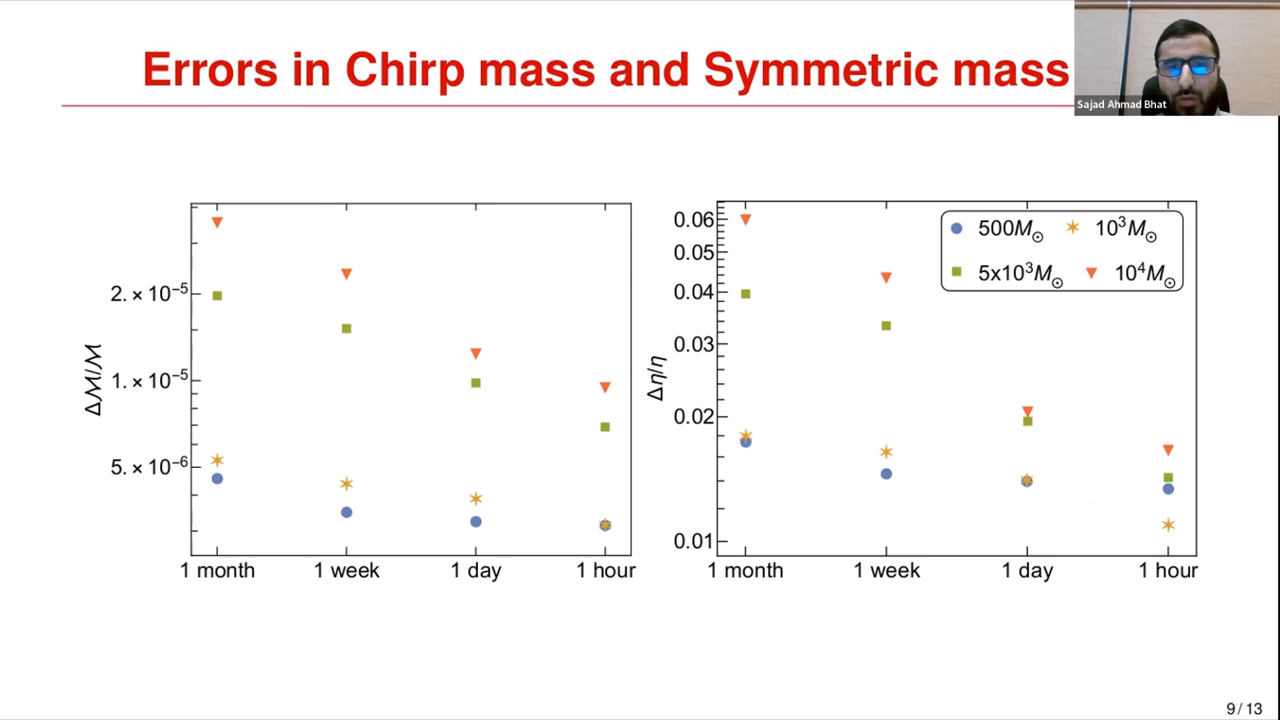 Errors in Chirp mass and Symmetric mass
Sajad Ahmad Bhat
Δℳⁱ/ℳ
2. × 10⁻⁵
1. × 10⁻⁵
5. × 10⁻⁶
1 month 1 week 1 day 1 hour
Δη/η
0.06
0.05
0.04
0.03
0.02
0.01
500M⊙ 10³M⊙
5x10³M⊙ 10⁴M⊙
1 month 1 week 1 day 1 hour
9 / 13